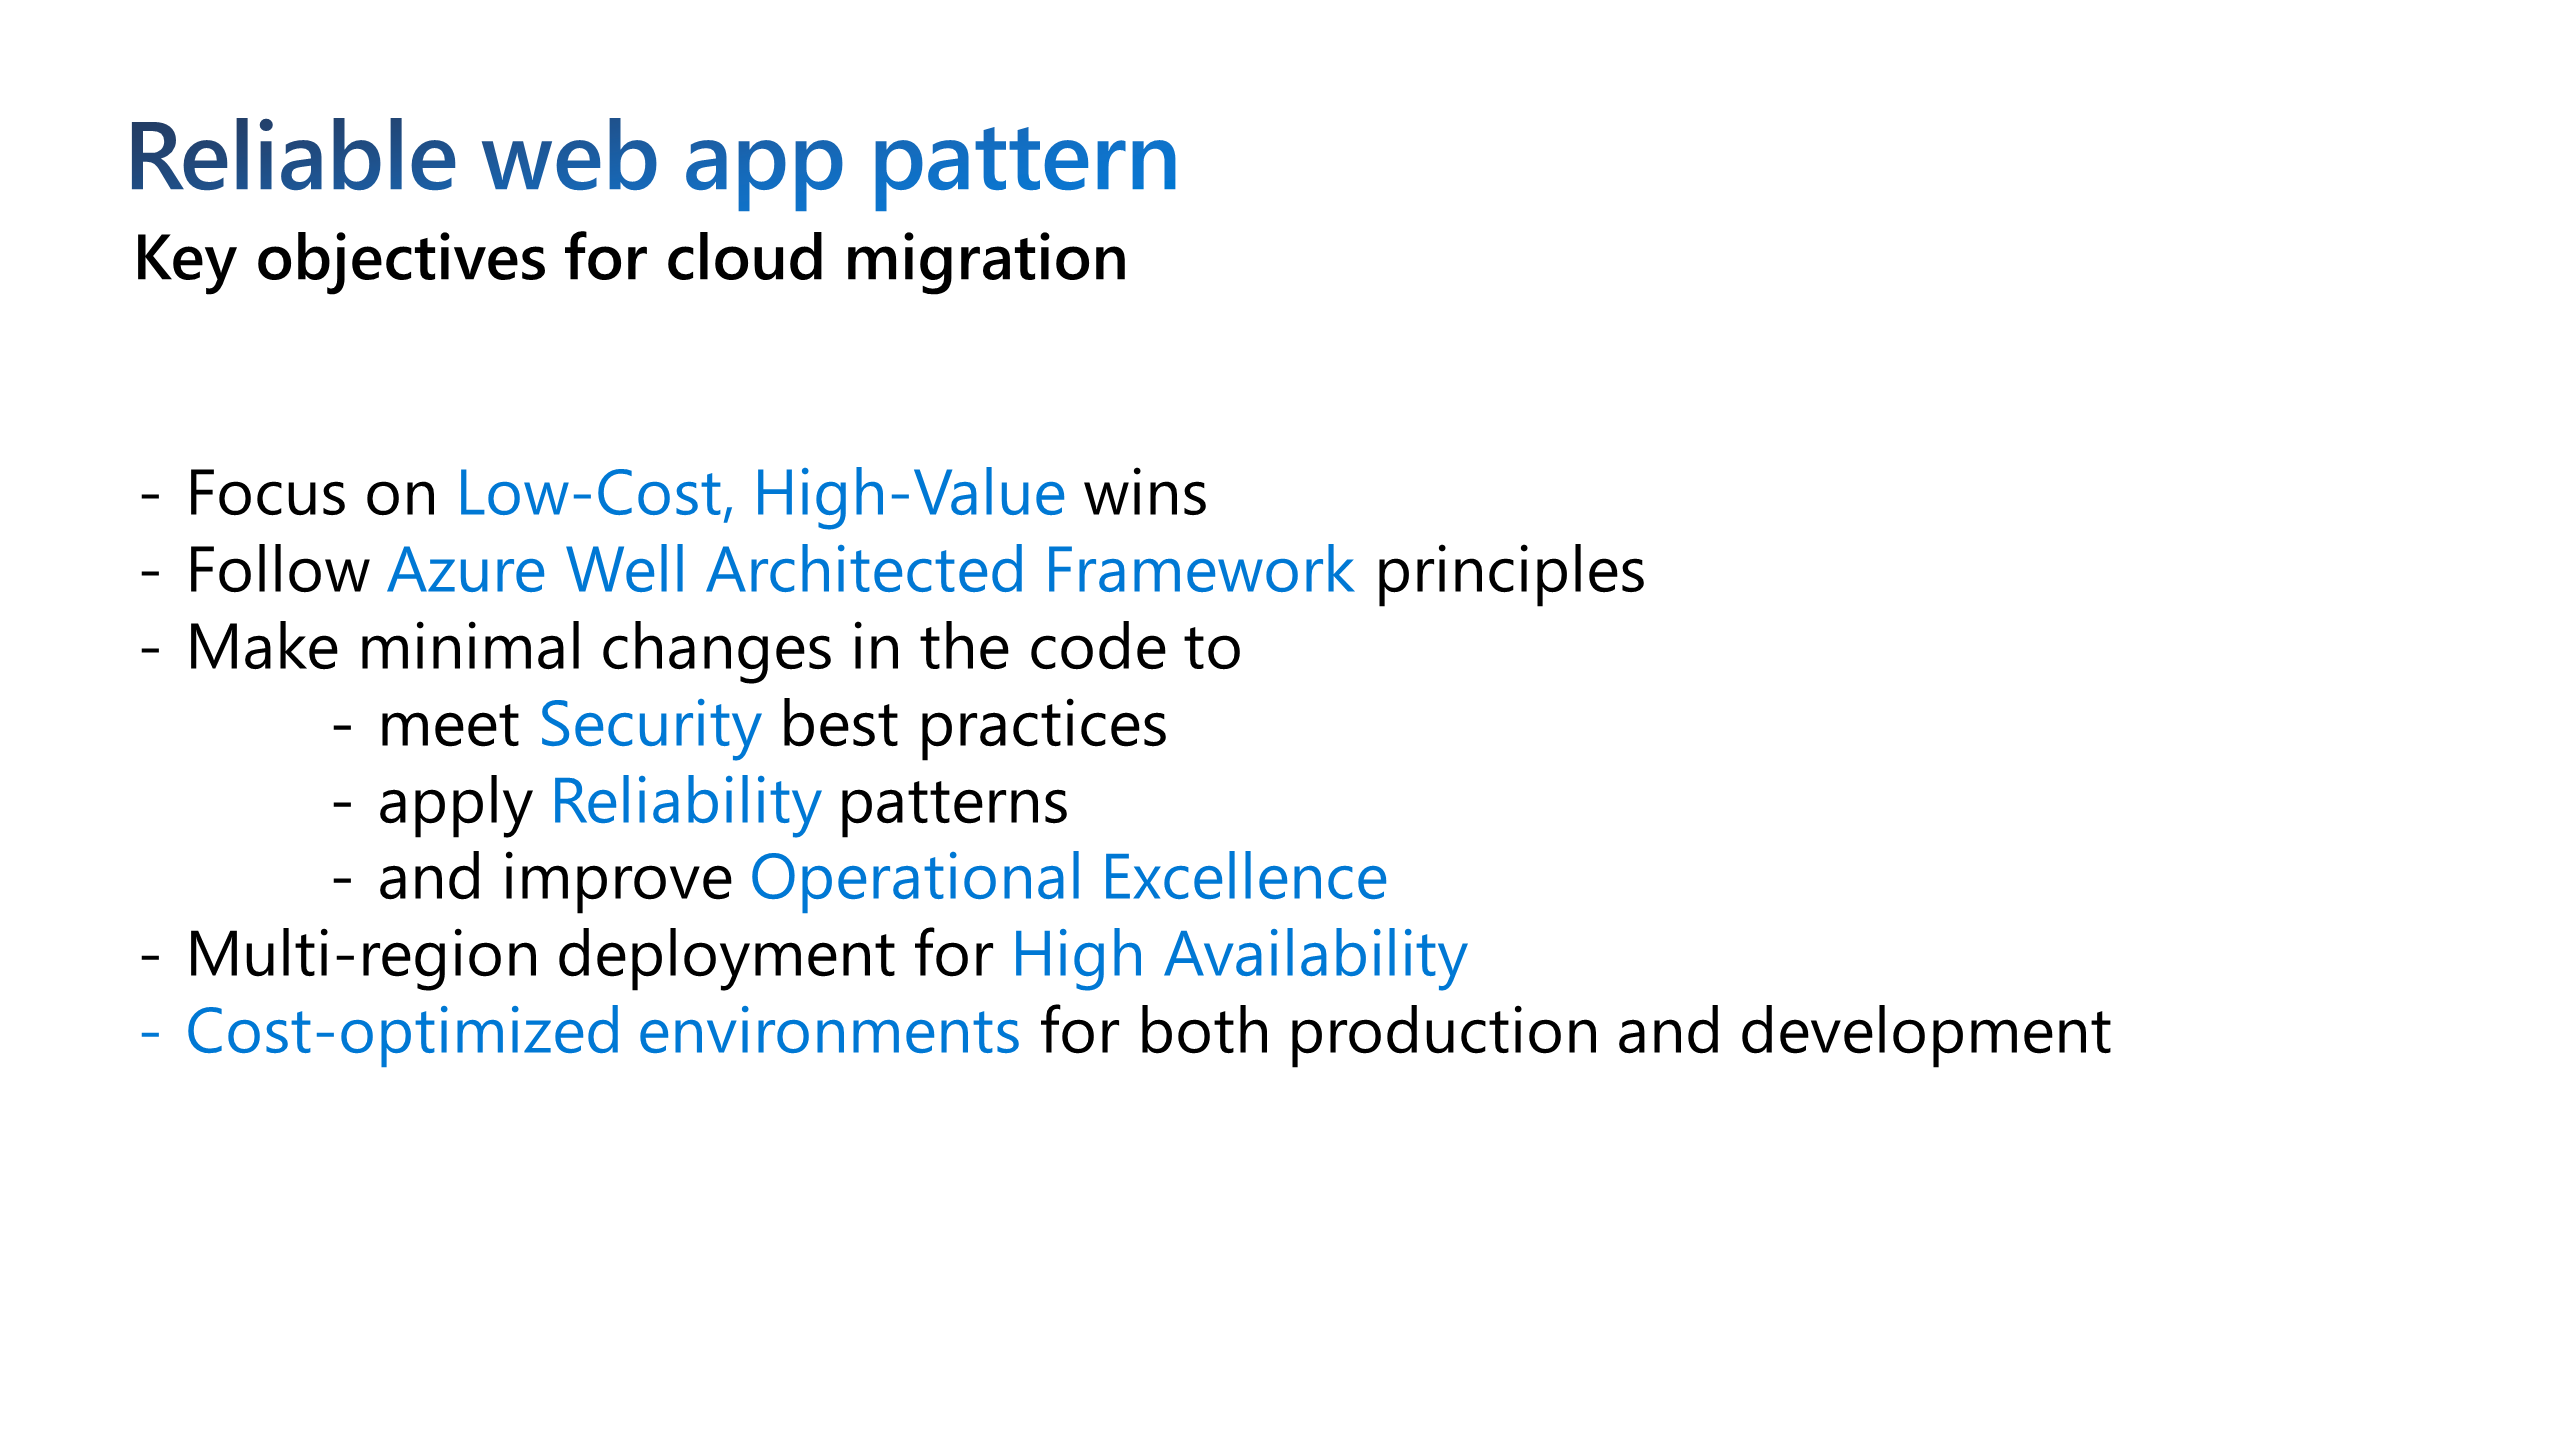 Reliable web app pattern
Key objectives for cloud migration
- Focus on Low-Cost, High-Value wins
- Follow Azure Well Architected Framework principles
- Make minimal changes in the code to
- meet Security best practices
- apply Reliability patterns
- and improve Operational Excellence
- Multi-region deployment for High Availability
- Cost-optimized environments for both production and development